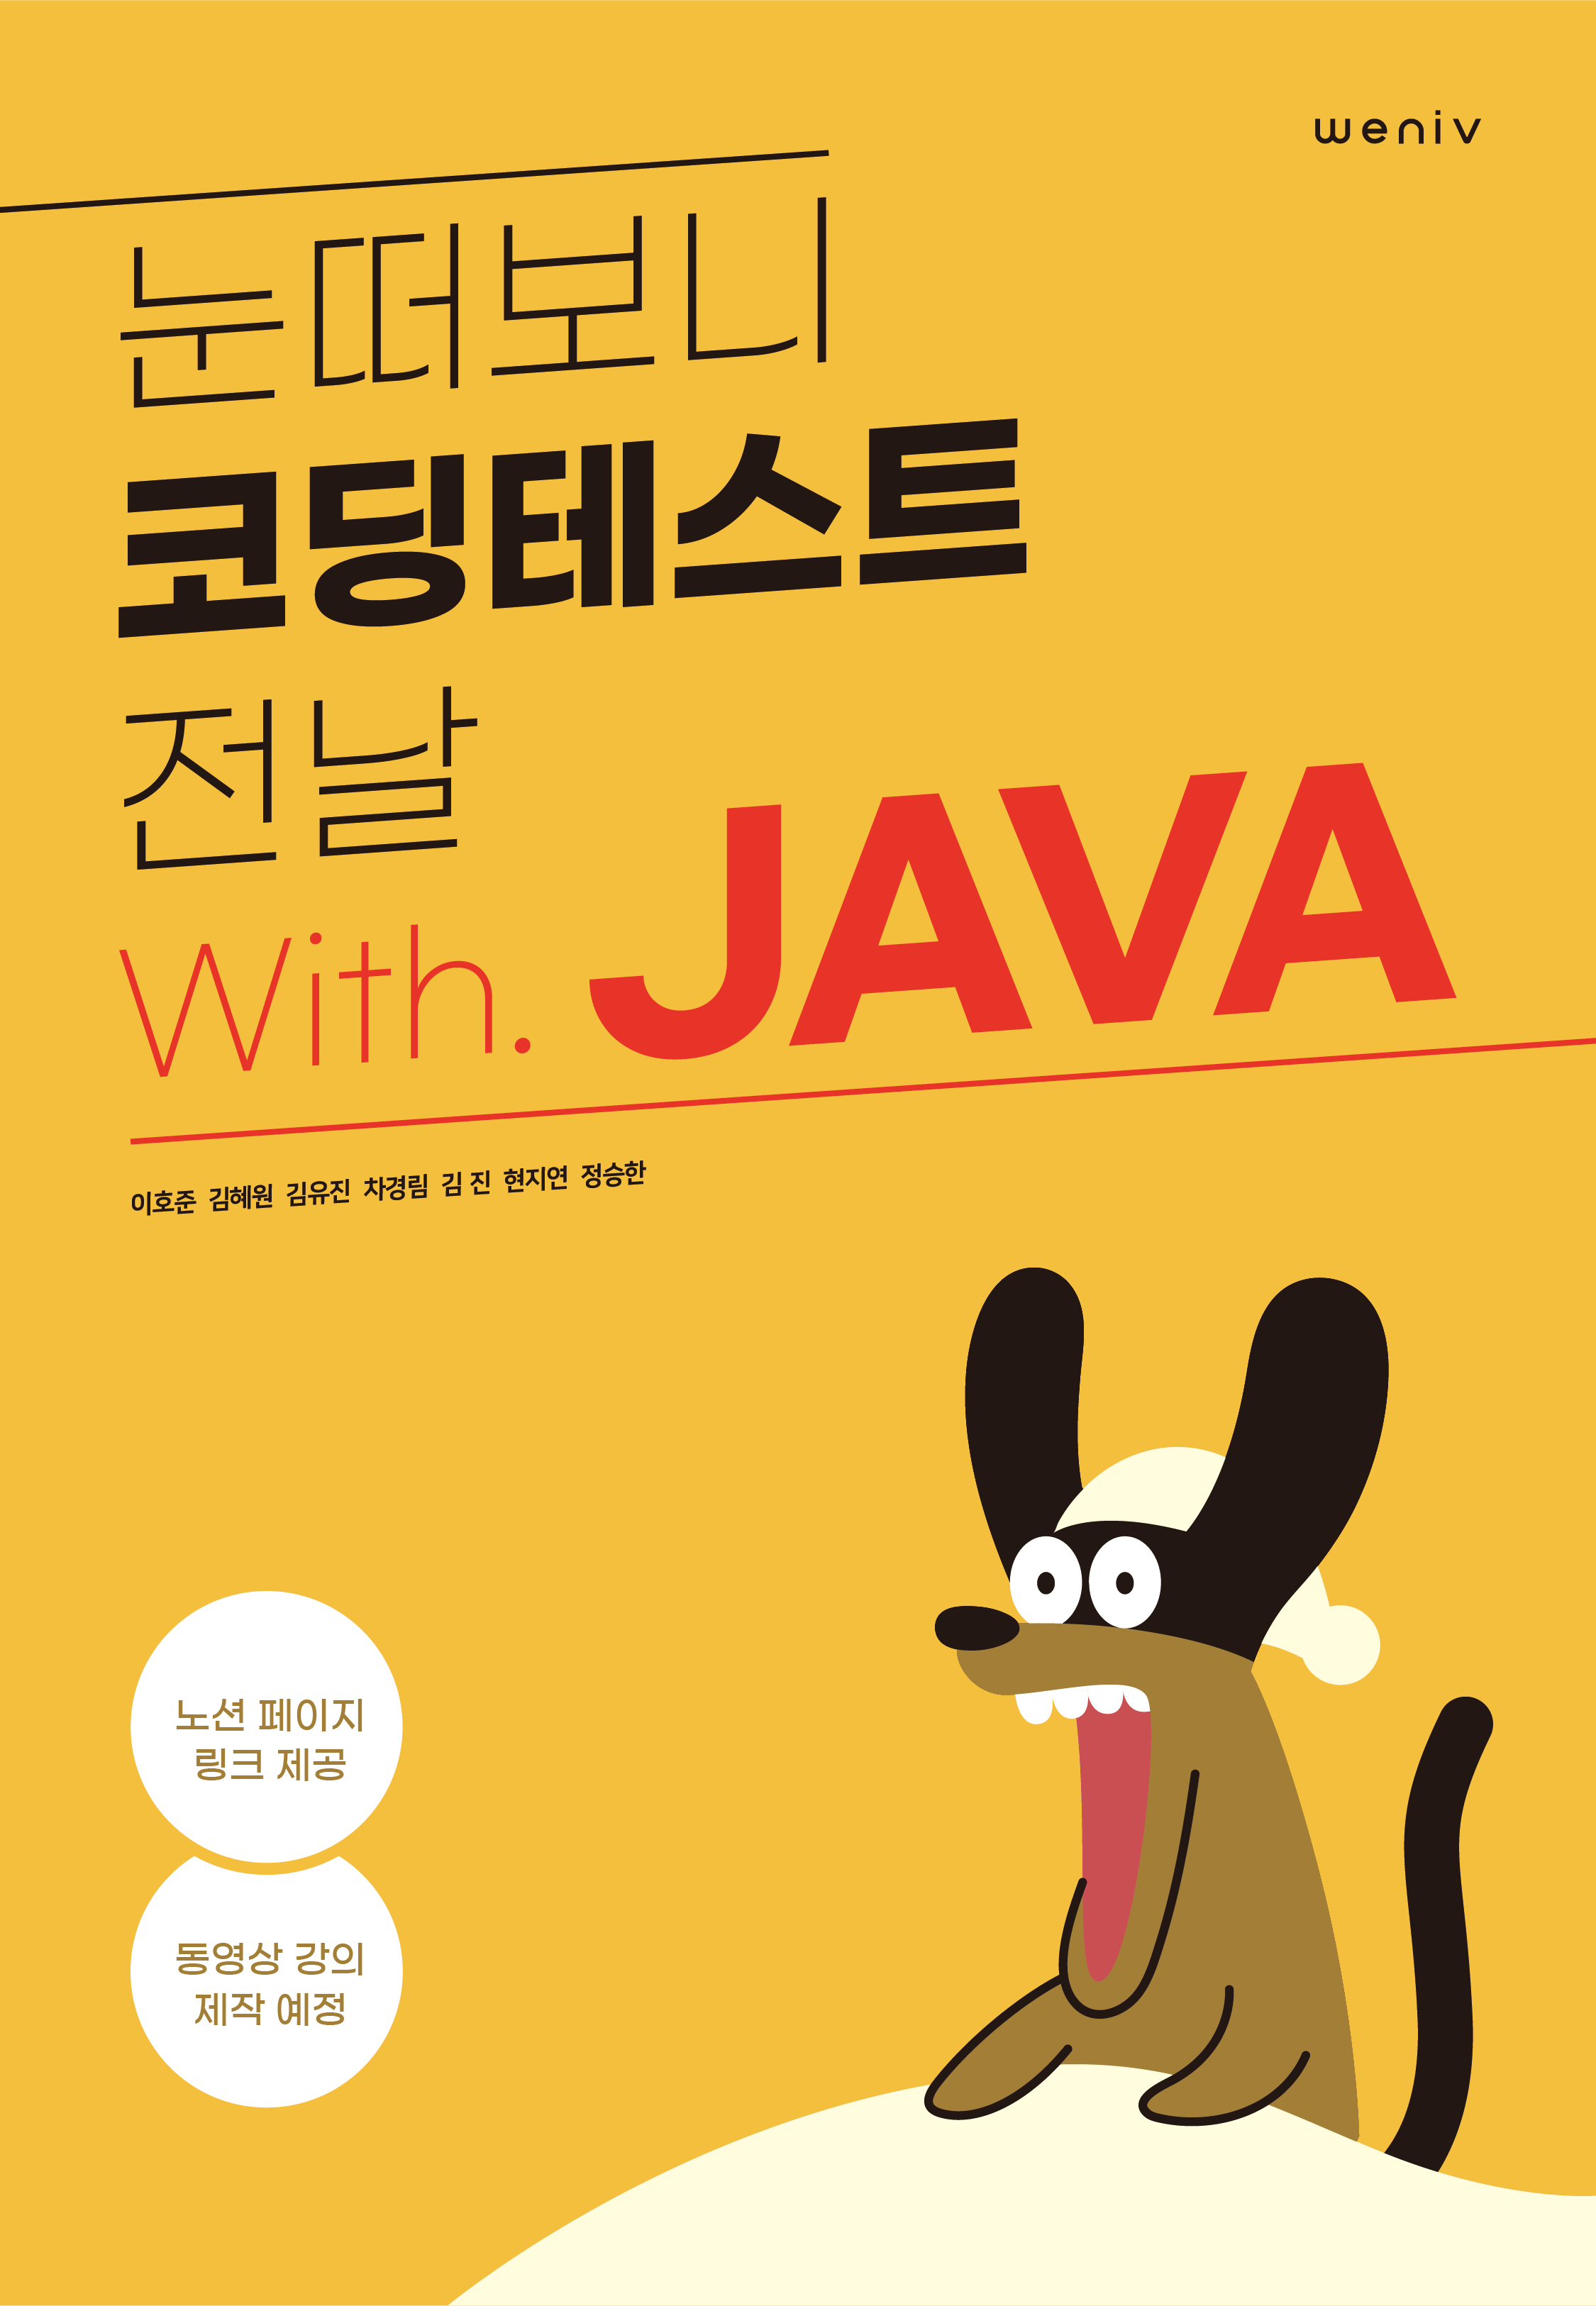 weniv
눈떠보니
코딩테스트
전날
With. JAVA
이호준 김혜원 김유진 차경림 김 진 현지연 정승한
노션 페이지
링크 제공
동영상 강의
제작 예정